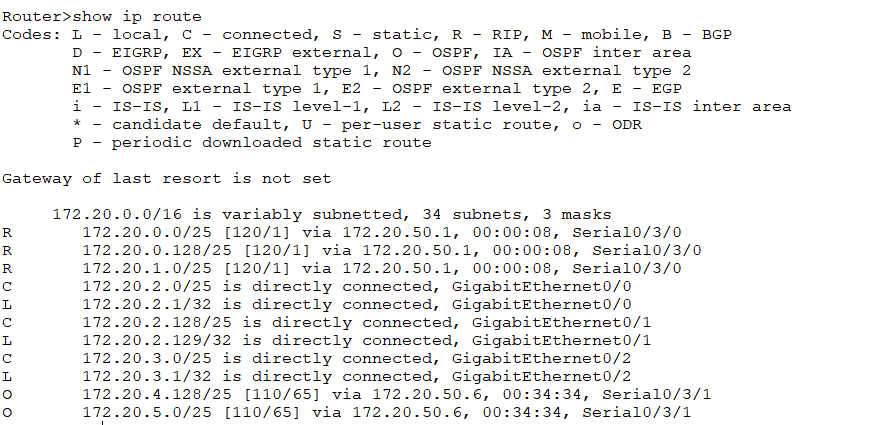 Router>show ip route
Codes: L - local, C - connected, S - static, R - RIP, M - mobile, B - BGP
D - EIGRP, EX - EIGRP external, O - OSPF, IA - OSPF inter area
N1 - OSPF NSSA external type 1, N2 - OSPF NSSA external type 2
E1 - OSPF external type 1, E2 - OSPF external type 2, E - EGP
i - IS-IS, L1 - IS-IS level-1, L2 - IS-IS level-2, ia - IS-IS inter area
* - candidate default, U - per-user static route, o - ODR
P - periodic downloaded static route
Gateway of last resort is not set
172.20.0.0/16 is variably subnetted, 34 subnets, 3 masks
R 172.20.0.0/25 [120/1] via 172.20.50.1, 00:00:08, Serial0/3/0
R 172.20.0.128/25 [120/1] via 172.20.50.1, 00:00:08, Serial0/3/0
R 172.20.1.0/25 [120/1] via 172.20.50.1, 00:00:08, Serial0/3/0
C 172.20.2.0/25 is directly connected, GigabitEthernet0/0
L 172.20.2.1/32 is directly connected, GigabitEthernet0/0
C 172.20.2.128/25 is directly connected, GigabitEthernet0/1
L 172.20.2.129/32 is directly connected, GigabitEthernet0/1
C 172.20.3.0/25 is directly connected, GigabitEthernet0/2
L 172.20.3.1/32 is directly connected, GigabitEthernet0/2
O 172.20.4.128/25 [110/65] via 172.20.50.6, 00:34:34, Serial0/3/1
O 172.20.5.0/25 [110/65] via 172.20.50.6, 00:34:34, Serial0/3/1